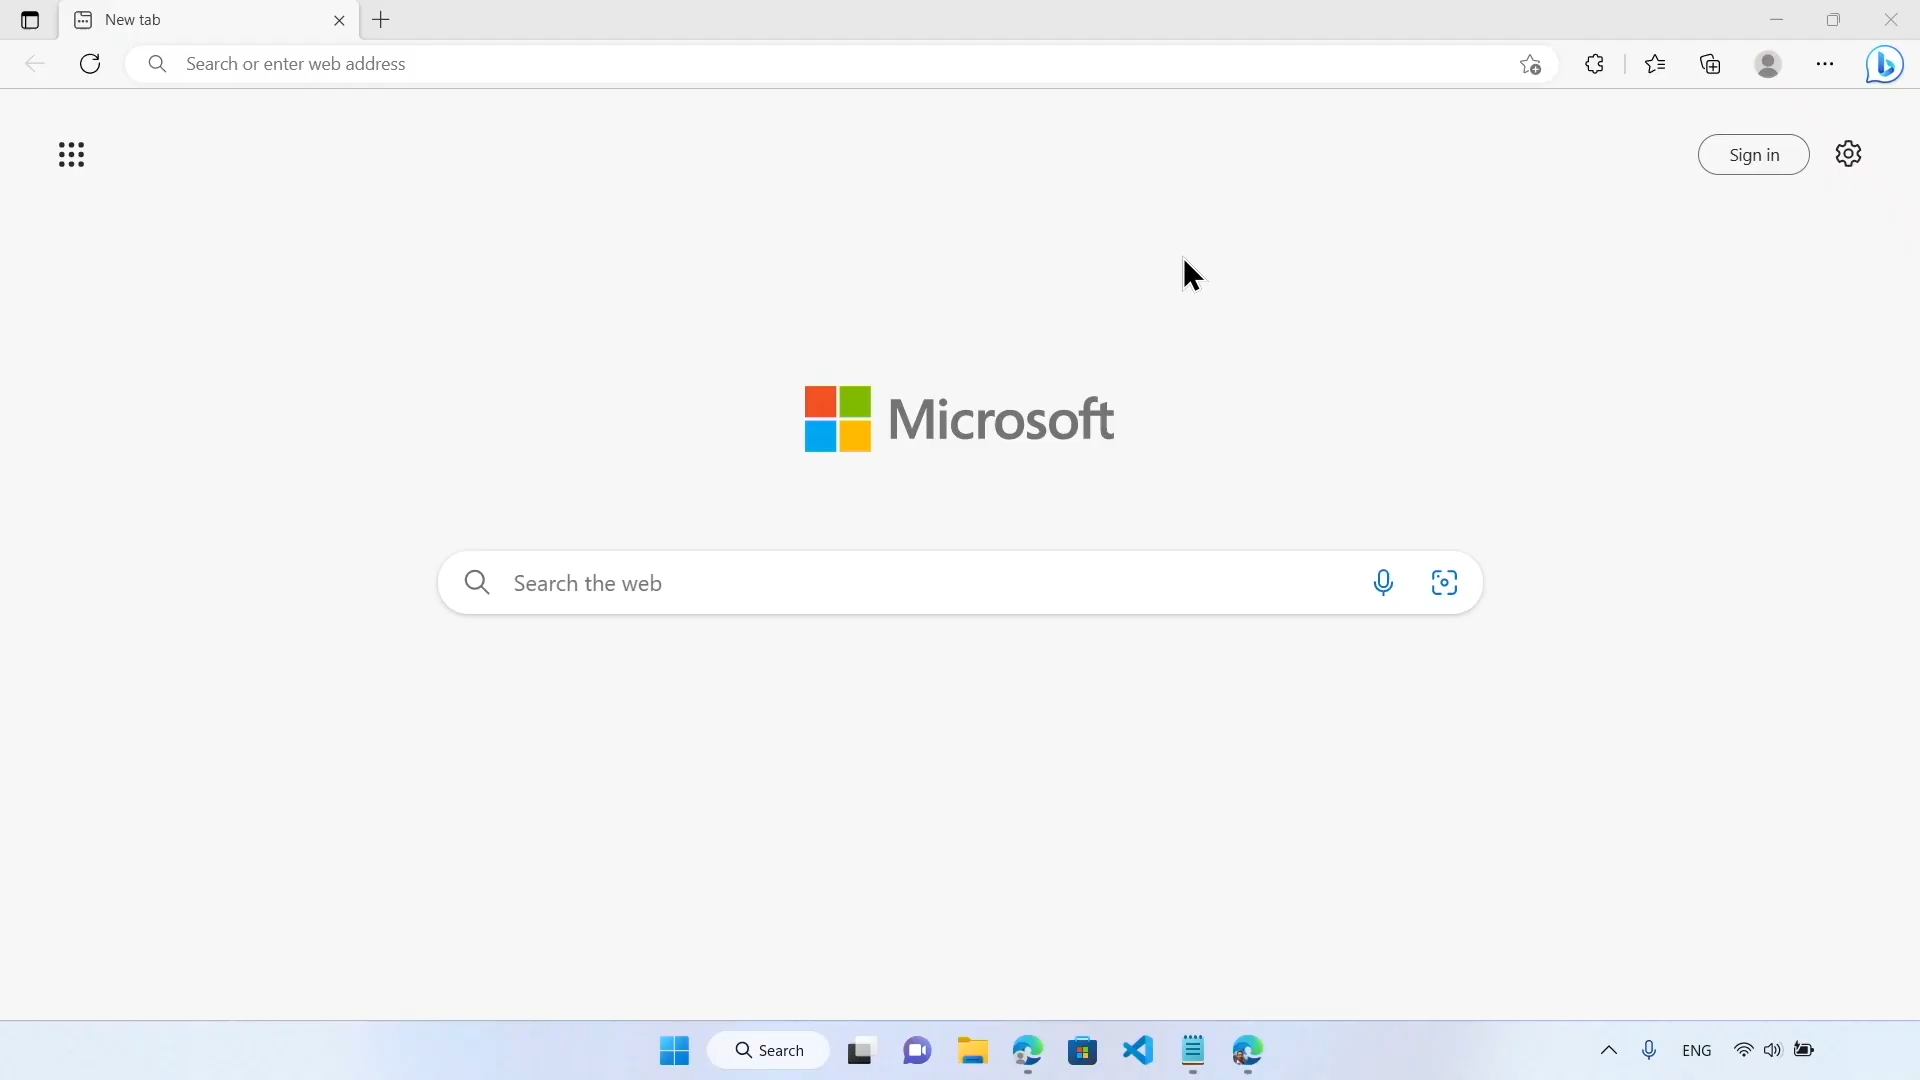 New tab
Search or enter web address
Sign in
Microsoft
Search the web
Search
ENG